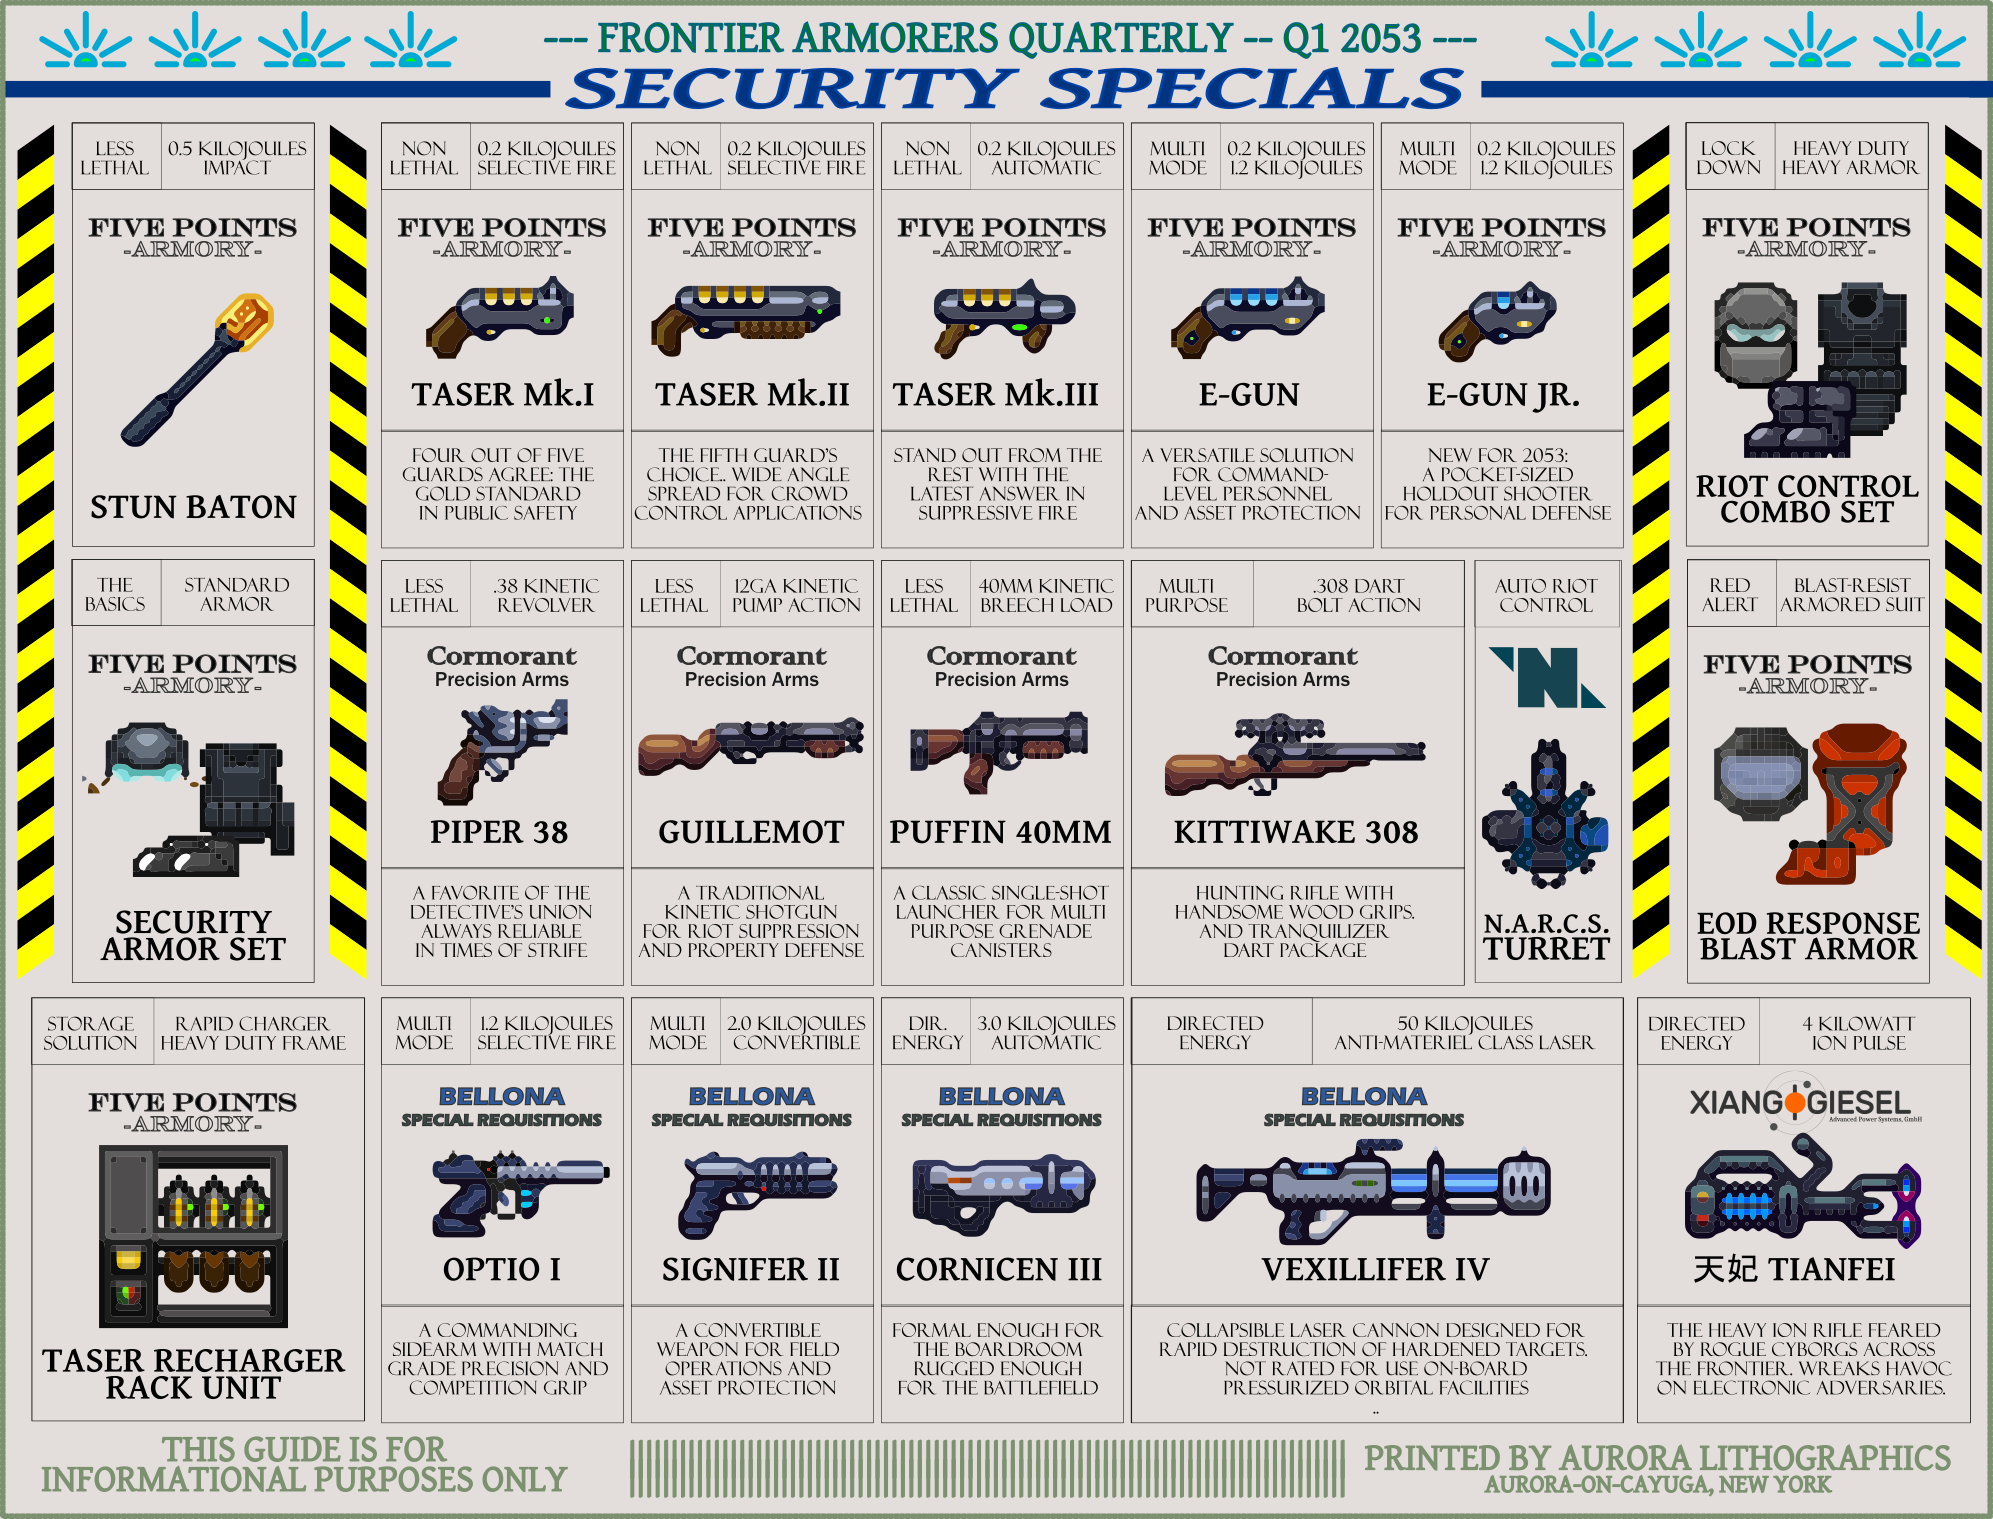 --- FRONTIER ARMORERS QUARTERLY -- Q1 2053 ---
SECURITY SPECIALS
LESS
LETHAL
0.5 KILOJOULES
IMPACT
FIVE POINTS
-ARMORY-
STUN BATON
NON
LETHAL
0.2 KILOJOULES
SELECTIVE FIRE
FIVE POINTS
-ARMORY-
TASER Mk.I
FOUR OUT OF FIVE
GUARDS AGREE: THE
GOLD STANDARD
IN PUBLIC SAFETY
NON
LETHAL
0.2 KILOJOULES
SELECTIVE FIRE
FIVE POINTS
-ARMORY-
TASER Mk.II
THE FIFTH GUARD'S
CHOICE.. WIDE ANGLE
SPREAD FOR CROWD
CONTROL APPLICATIONS
NON
LETHAL
0.2 KILOJOULES
AUTOMATIC
FIVE POINTS
-ARMORY-
TASER Mk.III
STAND OUT FROM THE
REST WITH THE
LATEST ANSWER IN
SUPPRESSIVE FIRE
MULTI
MODE
0.2 KILOJOULES
1.2 KILOJOULES
FIVE POINTS
-ARMORY-
E-GUN
A VERSATILE SOLUTION
FOR COMMAND-
LEVEL PERSONNEL
AND ASSET PROTECTION
MULTI
MODE
0.2 KILOJOULES
1.2 KILOJOULES
FIVE POINTS
-ARMORY-
E-GUN JR.
NEW FOR 2053:
A POCKET-SIZED
HOLDOUT SHOOTER
FOR PERSONAL DEFENSE
LOCK
DOWN
HEAVY DUTY
HEAVY ARMOR
FIVE POINTS
-ARMORY-
RIOT CONTROL
COMBO SET
THE
BASICS
STANDARD
ARMOR
FIVE POINTS
-ARMORY-
SECURITY
ARMOR SET
LESS
LETHAL
.38 KINETIC
REVOLVER
Cormorant
Precision Arms
PIPER 38
A FAVORITE OF THE
DETECTIVE'S UNION
ALWAYS RELIABLE
IN TIMES OF STRIFE
LESS
LETHAL
12GA KINETIC
PUMP ACTION
Cormorant
Precision Arms
GUILLEMOT
A TRADITIONAL
KINETIC SHOTGUN
FOR RIOT SUPPRESSION
AND PROPERTY DEFENSE
LESS
LETHAL
40MM KINETIC
BREECH LOAD
Cormorant
Precision Arms
PUFFIN 40MM
A CLASSIC SINGLE-SHOT
LAUNCHER FOR MULTI
PURPOSE GRENADE
CANISTERS
MULTI
PURPOSE
.308 DART
BOLT ACTION
Cormorant
Precision Arms
KITTIWAKE 308
HUNTING RIFLE WITH
HANDSOME WOOD GRIPS.
AND TRANQUILIZER
DART PACKAGE
AUTO RIOT
CONTROL
N
N.A.R.C.S.
TURRET
RED
ALERT
BLAST-RESIST
ARMORED SUIT
FIVE POINTS
-ARMORY-
EOD RESPONSE
BLAST ARMOR
STORAGE
SOLUTION
RAPID CHARGER
HEAVY DUTY FRAME
FIVE POINTS
-ARMORY-
TASER RECHARGER
RACK UNIT
MULTI
MODE
1.2 KILOJOULES
SELECTIVE FIRE
BELLONA
SPECIAL REQUISITIONS
OPTIO I
A COMMANDING
SIDEARM WITH MATCH
GRADE PRECISION AND
COMPETITION GRIP
MULTI
MODE
2.0 KILOJOULES
CONVERTIBLE
BELLONA
SPECIAL REQUISITIONS
SIGNIFER II
A CONVERTIBLE
WEAPON FOR FIELD
OPERATIONS AND
ASSET PROTECTION
DIR.
ENERGY
3.0 KILOJOULES
AUTOMATIC
BELLONA
SPECIAL REQUISITIONS
CORNICEN III
FORMAL ENOUGH FOR
THE BOARDROOM
RUGGED ENOUGH
FOR THE BATTLEFIELD
DIRECTED
ENERGY
50 KILOJOULES
ANTI-MATERIEL CLASS LASER
BELLONA
SPECIAL REQUISITIONS
VEXILLIFER IV
COLLAPSIBLE LASER CANNON DESIGNED FOR
RAPID DESTRUCTION OF HARDENED TARGETS.
NOT RATED FOR USE ON-BOARD
PRESSURIZED ORBITAL FACILITIES
..
DIRECTED
ENERGY
4 KILOWATT
ION PULSE
XIANG GIESEL
Advanced Power Systems, GmbH
天妃 TIANFEI
THE HEAVY ION RIFLE FEARED
BY ROGUE CYBORGS ACROSS
THE FRONTIER. WREAKS HAVOC
ON ELECTRONIC ADVERSARIES.
THIS GUIDE IS FOR
INFORMATIONAL PURPOSES ONLY
PRINTED BY AURORA LITHOGRAPHICS
AURORA-ON-CAYUGA, NEW YORK